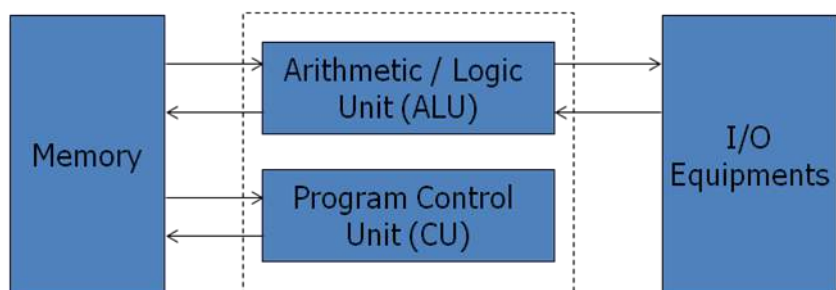 Memory
Arithmetic / Logic
Unit (ALU)
Program Control
Unit (CU)
I/O
Equipments